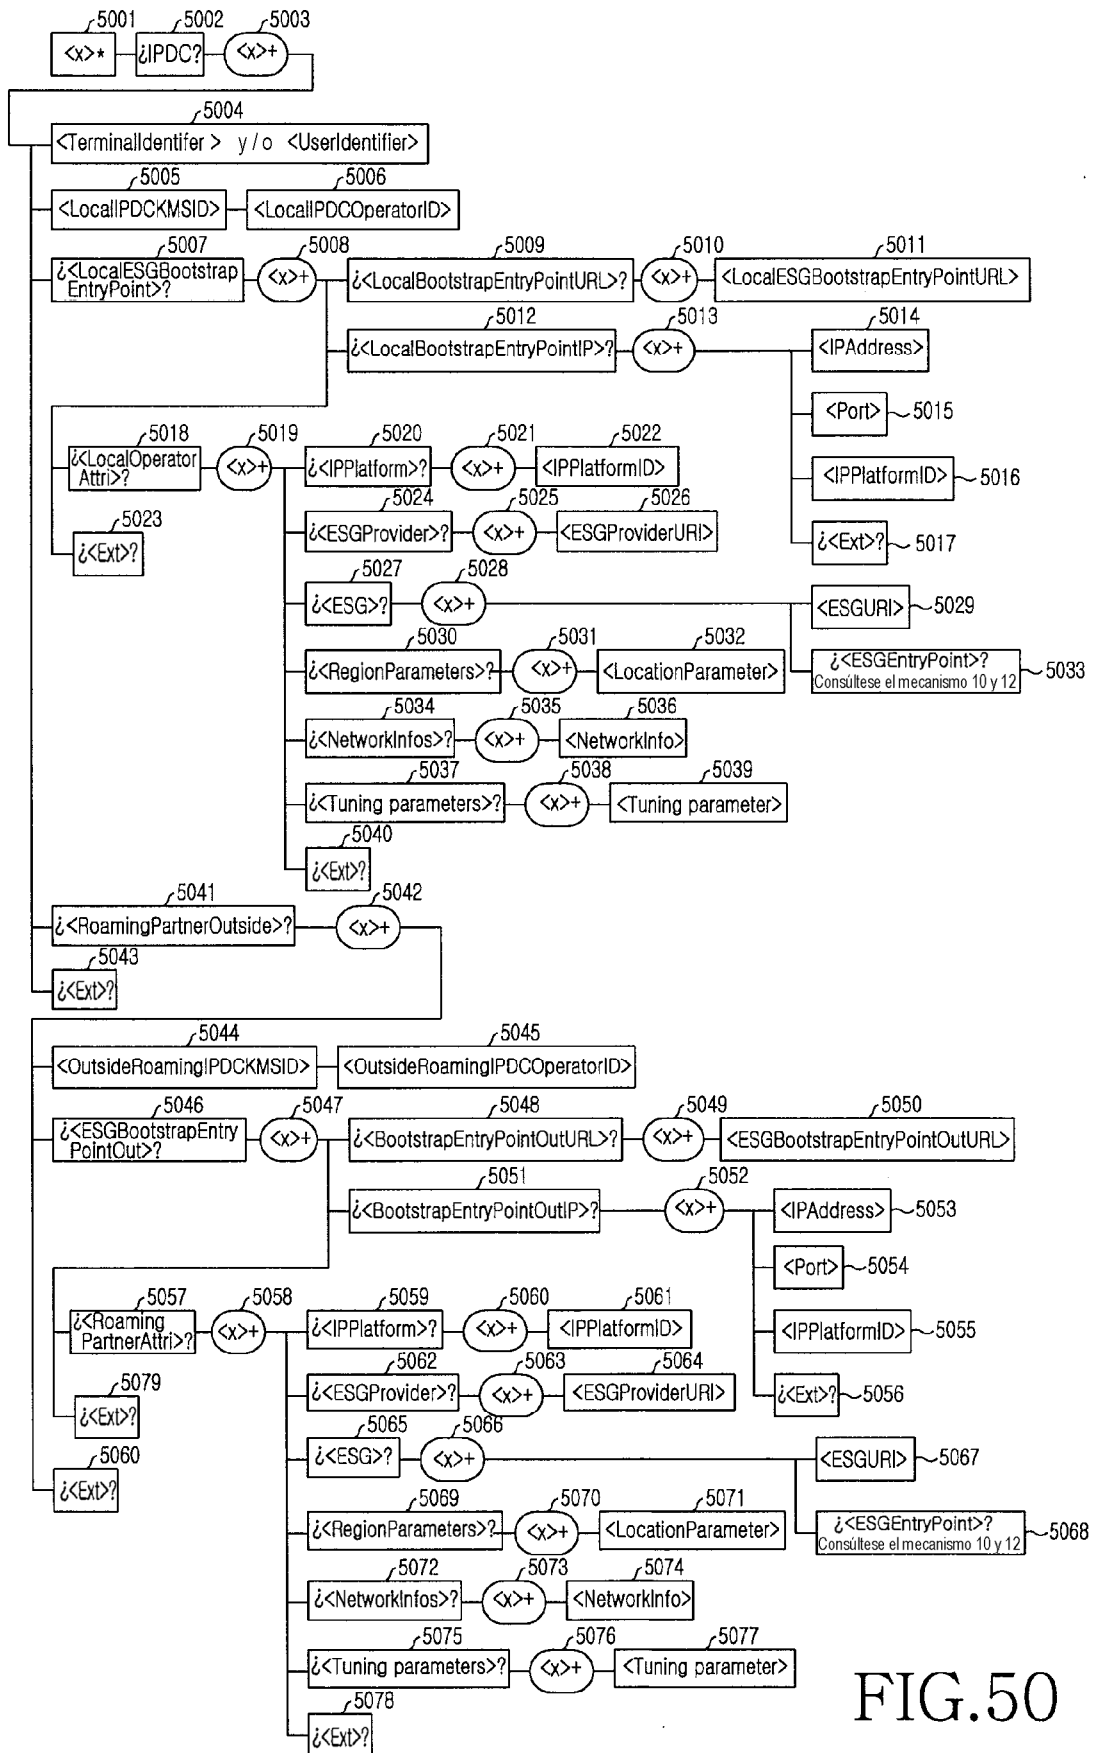 5001 5002 5003
<x>* ¿IPDC? <x>+
5004
<TerminalIdentifer> y/o <UserIdentifier>
5005 5006
<LocalIPDCKMSID> <LocalIPDCOperatorID>
5007 5008 5009 5010 5011
¿<LocalESGBootstrap
EntryPoint>? <x>+ <LocalBootstrapEntryPointURL>? <x>+ <LocalESGBootstrapEntryPointURL>
5012 5013 5014
¿<LocalBootstrapEntryPointIP>? <x>+ <IPAddress>
<Port> 5015
5018 5019 5020 5021 5022
¿<LocalOperator
Attri>? <x>+ ¿<IPPlatform>? <x>+ <IPPlatformID>
<IPPlatformID> 5016
5023 5024 5025 5026
¿<Ext>? ¿<ESGProvider>? <x>+ <ESGProviderURI>
¿<Ext>? 5017
5027 5028
¿<ESG>? <x>+ <ESGURI> 5029
5030 5031 5032
¿<RegionParameters>? <x>+ <LocationParameter>
¿<ESGEntryPoint>?
Consúltese el mecanismo 10 y 12 5033
5034 5035 5036
¿<NetworkInfos>? <x>+ <NetworkInfo>
5037 5038 5039
¿<Tuning parameters>? <x>+ <Tuning parameter>
5040
¿<Ext>?
5041 5042
¿<RoamingPartnerOutside>? <x>+
5043
¿<Ext>?
5044 5045
<OutsideRoamingIPDCKMSID> <OutsideRoamingIPDCOperatorID>
5046 5047 5048 5049 5050
¿<ESGBootstrapEntry
PointOut>? <x>+ ¿<BootstrapEntryPointOutURL>? <x>+ <ESGBootstrapEntryPointOutURL>
5051 5052
¿<BootstrapEntryPointOutIP>? <x>+ <IPAddress> 5053
<Port> 5054
5057 5058 5059 5060 5061
¿<Roaming
PartnerAttri>? <x>+ ¿<IPPlatform>? <x>+ <IPPlatformID>
<IPPlatformID> 5055
5079 5062 5063 5064
¿<Ext>? ¿<ESGProvider>? <x>+ <ESGProviderURI>
¿<Ext>? 5056
5060 5065 5066
¿<Ext>? ¿<ESG>? <x>+ <ESGURI> 5067
5069 5070 5071
¿<RegionParameters>? <x>+ <LocationParameter>
¿<ESGEntryPoint>?
Consúltese el mecanismo 10 y 12 5068
5072 5073 5074
¿<NetworkInfos>? <x>+ <NetworkInfo>
5075 5076 5077
¿<Tuning parameters>? <x>+ <Tuning parameter>
5078
¿<Ext>?
FIG.50